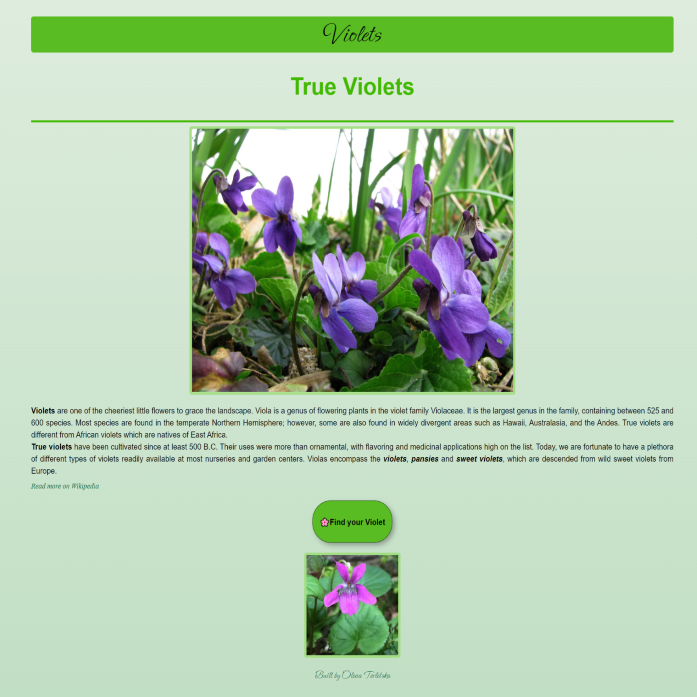 Violets
True Violets
Violets are one of the cheeriest little flowers to grace the landscape. Viola is a genus of flowering plants in the violet family Violaceae. It is the largest genus in the family, containing between 525 and
600 species. Most species are found in the temperate Northern Hemisphere; however, some are also found in widely divergent areas such as Hawaii, Australasia, and the Andes. True violets are
different from African violets which are natives of East Africa.
True violets have been cultivated since at least 500 B.C. Their uses were more than ornamental, with flavoring and medicinal applications high on the list. Today, we are fortunate to have a plethora
of different types of violets readily available at most nurseries and garden centers. Violas encompass the violets, pansies and sweet violets, which are descended from wild sweet violets from
Europe.
Read more on Wikipedia
🌸Find your Violet
Built by Olena